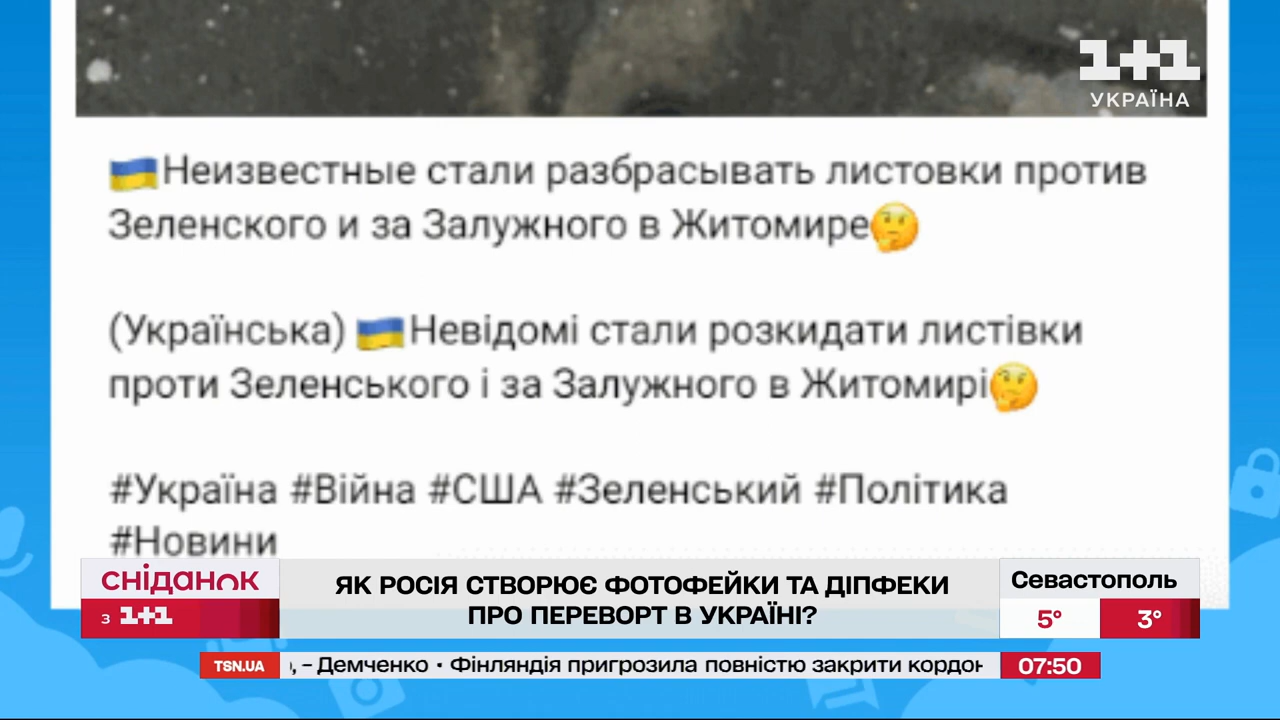 1+1
УКРАЇНА
🇺🇦Неизвестные стали разбрасывать листовки против
Зеленского и за Залужного в Житомире🤔
(Українська) 🇺🇦Невідомі стали розкидати листівки
проти Зеленського і за Залужного в Житомирі🤔
#Україна #Війна #США #Зеленський #Політика
#Новини
сніданок
з 1+1
ЯК РОСІЯ СТВОРЮЄ ФОТОФЕЙКИ ТА ДІПФЕКИ
ПРО ПЕРЕВОРТ В УКРАЇНІ?
Севастополь
5° 3°
TSN.UA , – Демченко • Фінляндія пригрозила повністю закрити кордон 07:50